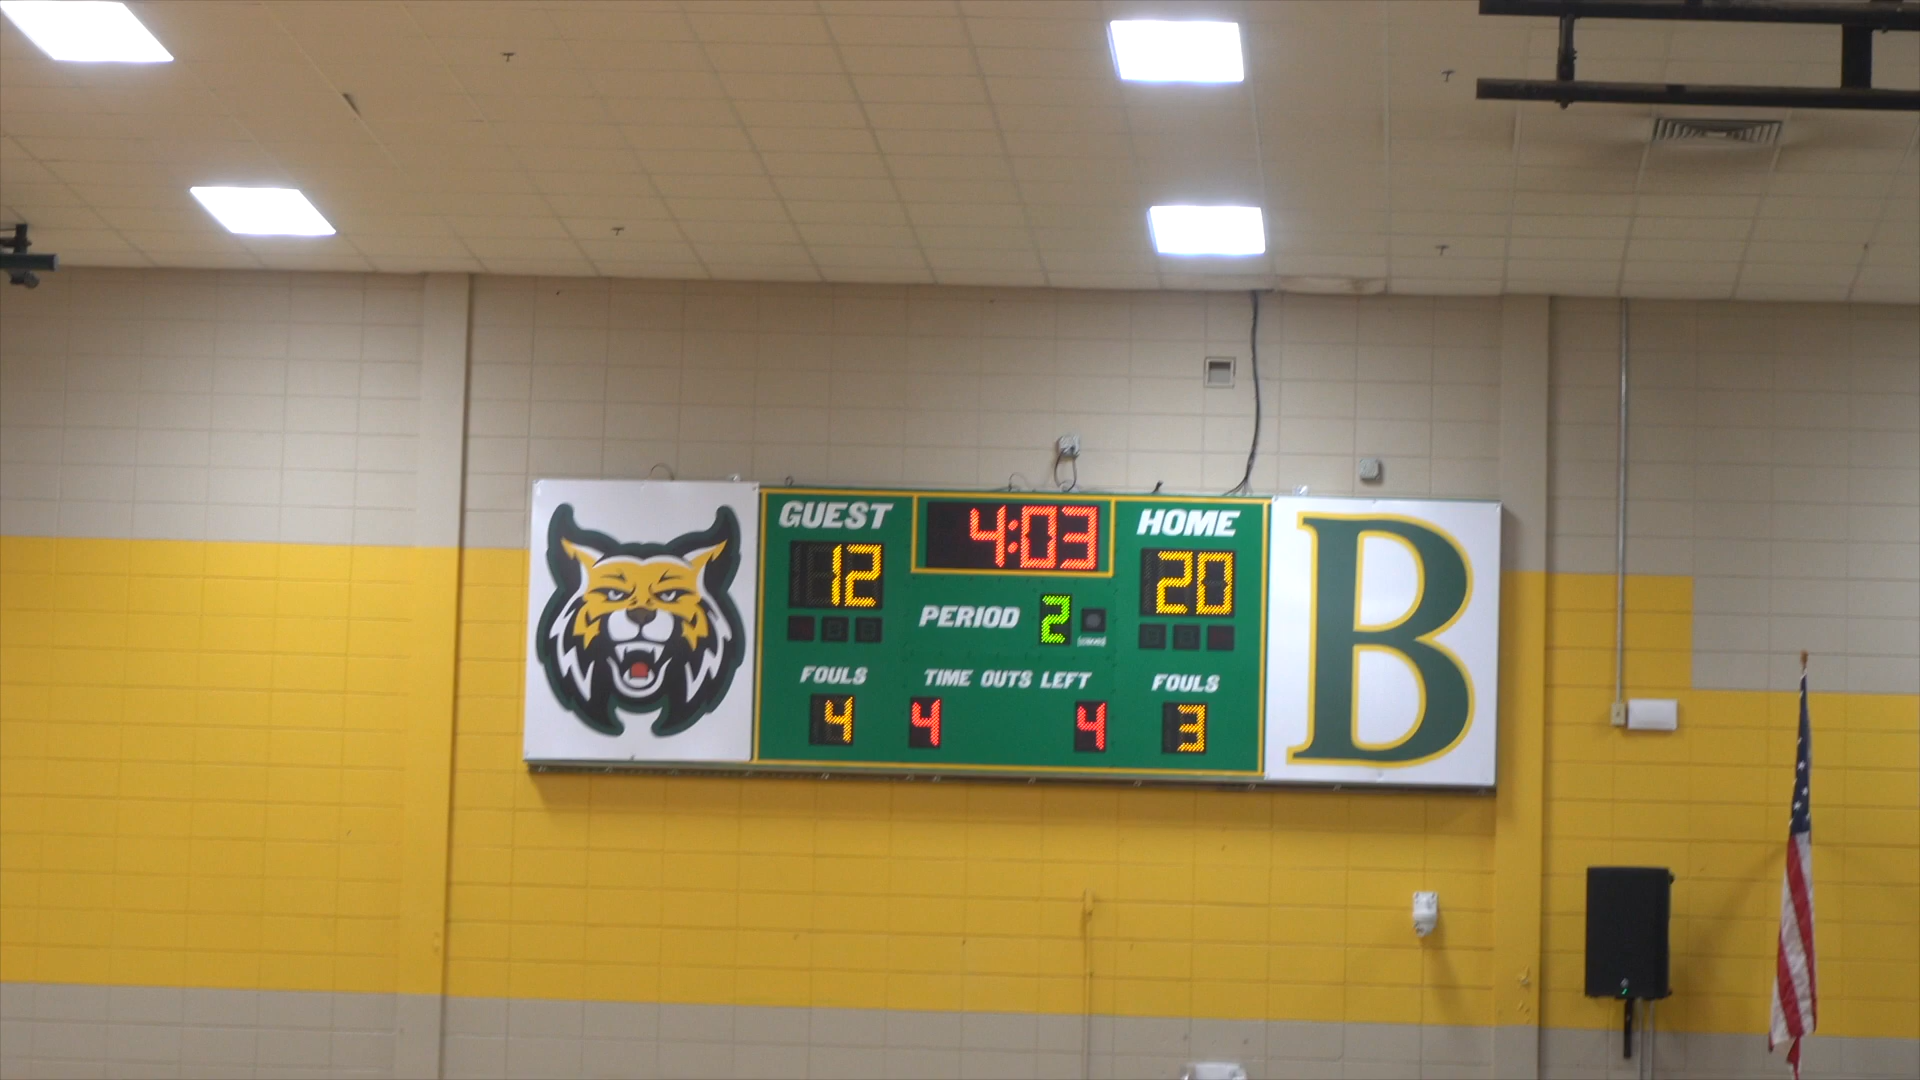 GUEST 4:03 HOME
12 20
PERIOD 2
FOULS TIME OUTS LEFT FOULS
4 4 4 3
B